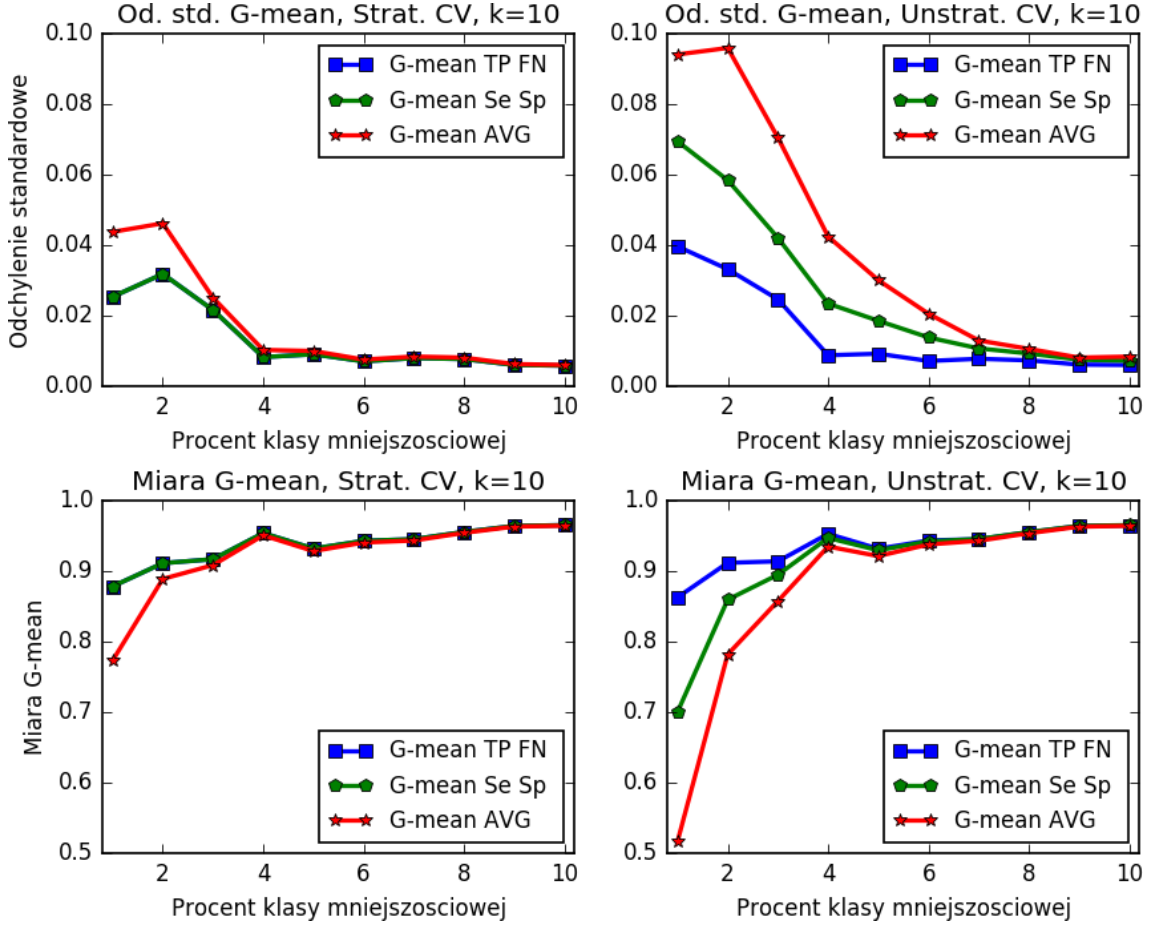 Od. std. G-mean, Strat. CV, k=10
0.10
0.08
0.06
0.04
0.02
0.00
Odchylenie standardowe
G-mean TP FN
G-mean Se Sp
G-mean AVG
2 4 6 8 10
Procent klasy mniejszosciowej
Od. std. G-mean, Unstrat. CV, k=10
0.10
0.08
0.06
0.04
0.02
0.00
G-mean TP FN
G-mean Se Sp
G-mean AVG
2 4 6 8 10
Procent klasy mniejszosciowej
Miara G-mean, Strat. CV, k=10
1.0
0.9
0.8
0.7
0.6
0.5
Miara G-mean
G-mean TP FN
G-mean Se Sp
G-mean AVG
2 4 6 8 10
Procent klasy mniejszosciowej
Miara G-mean, Unstrat. CV, k=10
1.0
0.9
0.8
0.7
0.6
0.5
G-mean TP FN
G-mean Se Sp
G-mean AVG
2 4 6 8 10
Procent klasy mniejszosciowej